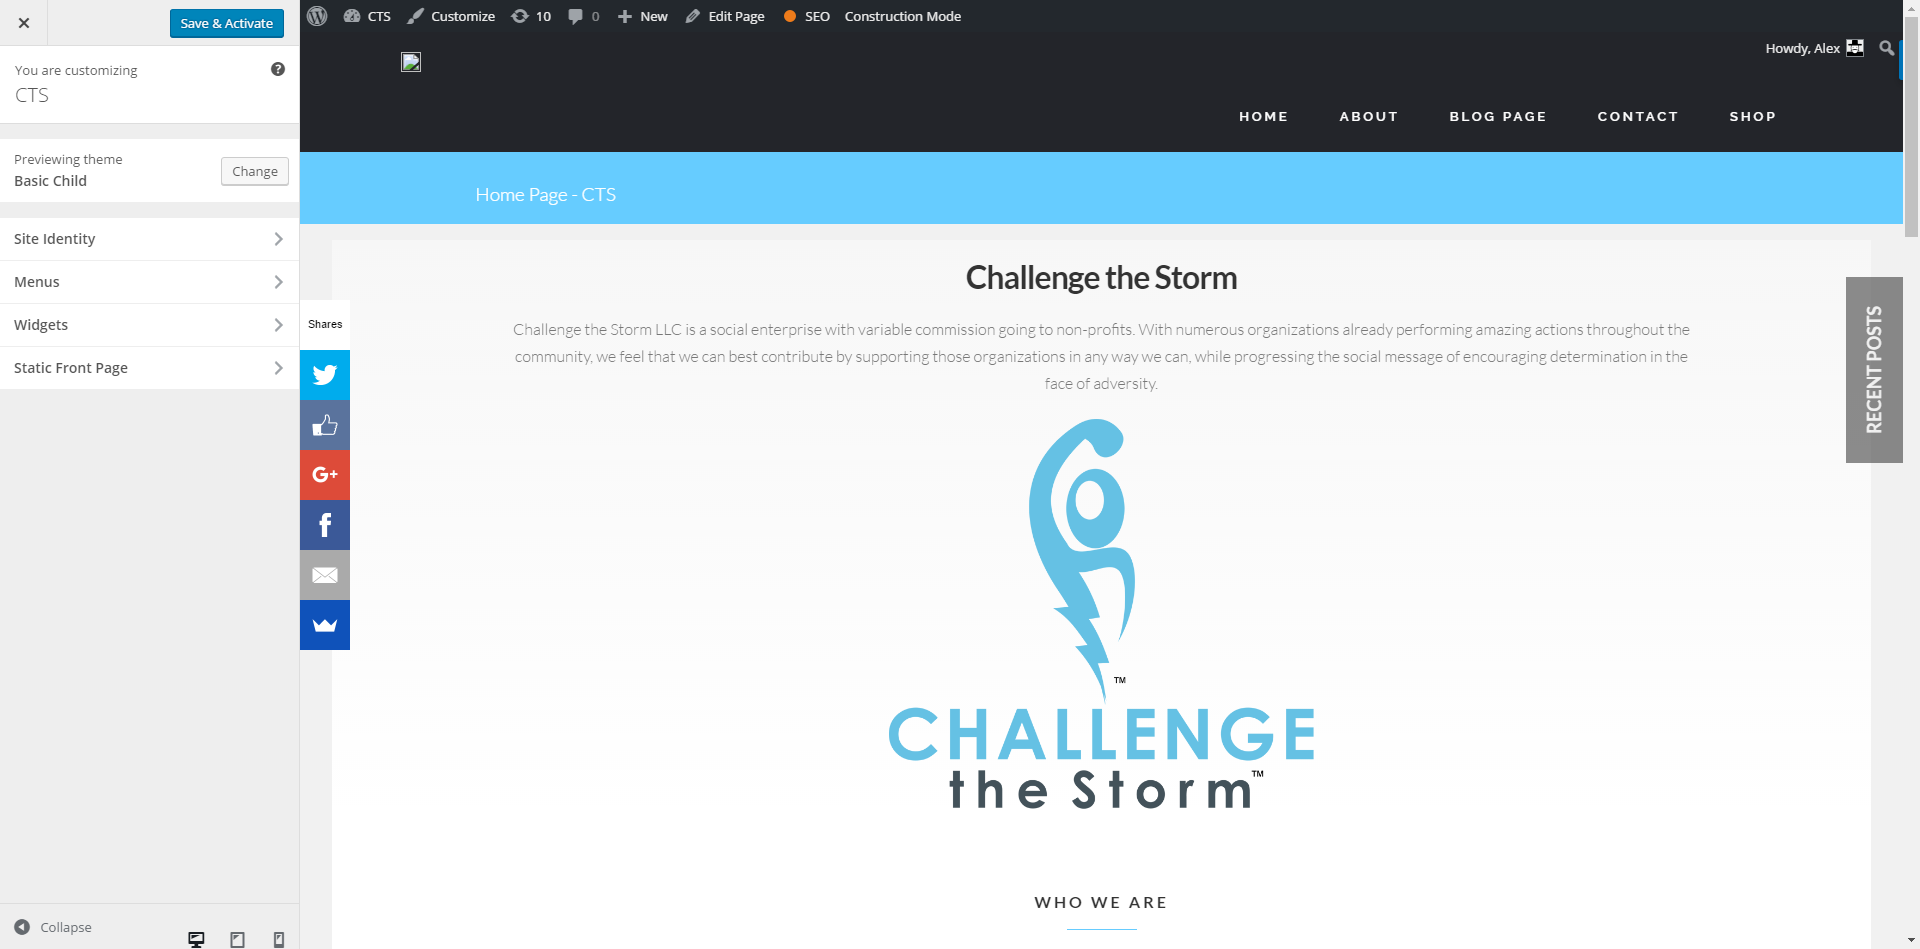 Save & Activate
You are customizing
CTS
Previewing theme
Basic Child
Change
Site Identity
Menus
Widgets
Static Front Page
Collapse
CTS Customize 10 0 New Edit Page SEO Construction Mode
Howdy, Alex
HOME ABOUT BLOG PAGE CONTACT SHOP
Home Page - CTS
Shares
G+
f
Challenge the Storm
Challenge the Storm LLC is a social enterprise with variable commission going to non-profits. With numerous organizations already performing amazing actions throughout the
community, we feel that we can best contribute by supporting those organizations in any way we can, while progressing the social message of encouraging determination in the
face of adversity.
TM
CHALLENGE
the Storm™
WHO WE ARE
RECENT POSTS